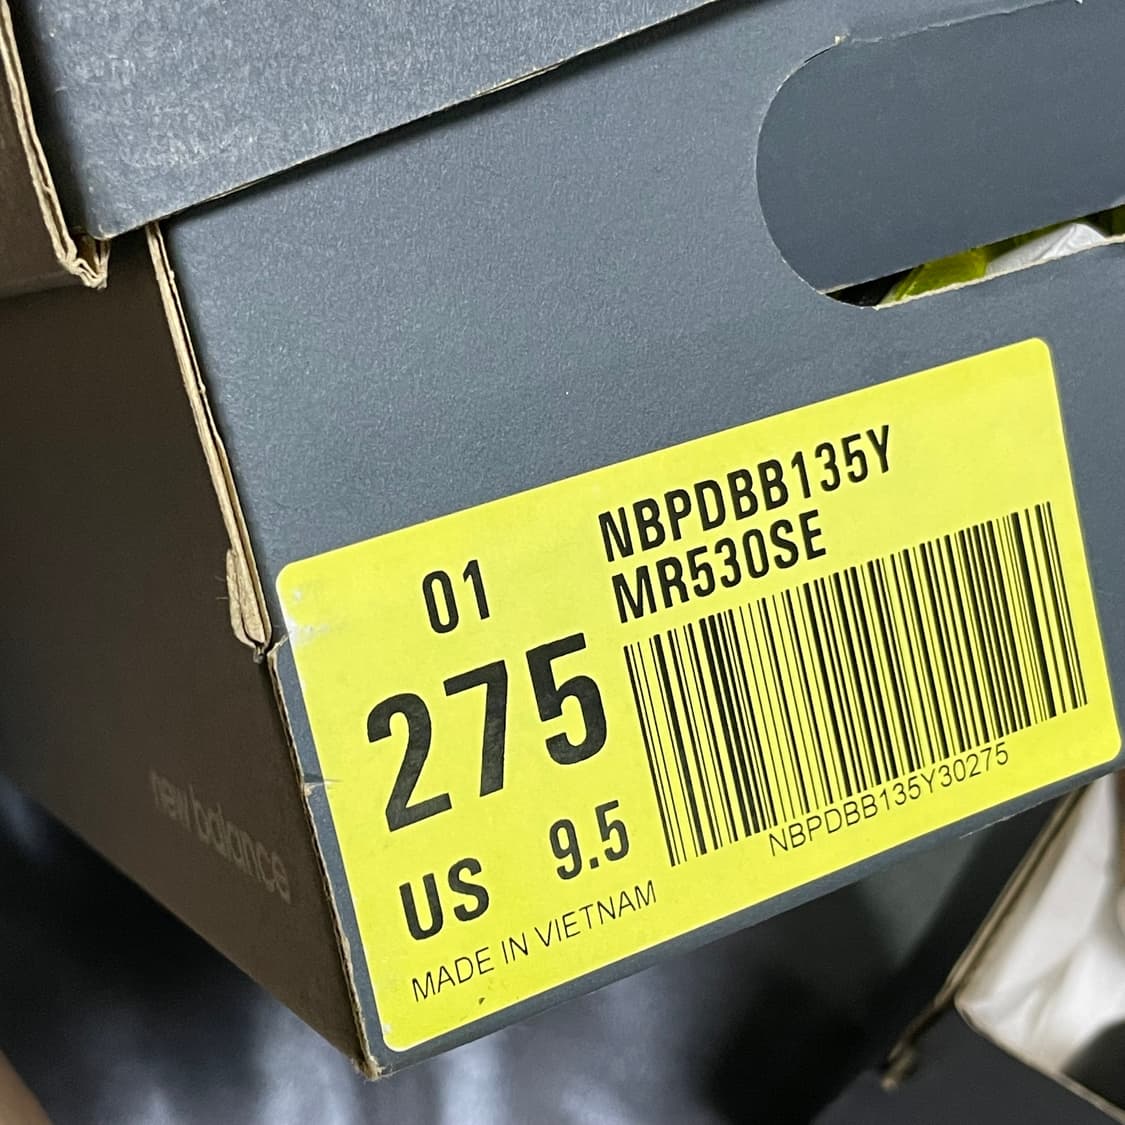 NBPDBB135Y
01 MR530SE
275
US 9.5
NBPDBB135Y30275
MADE IN VIETNAM
new balance